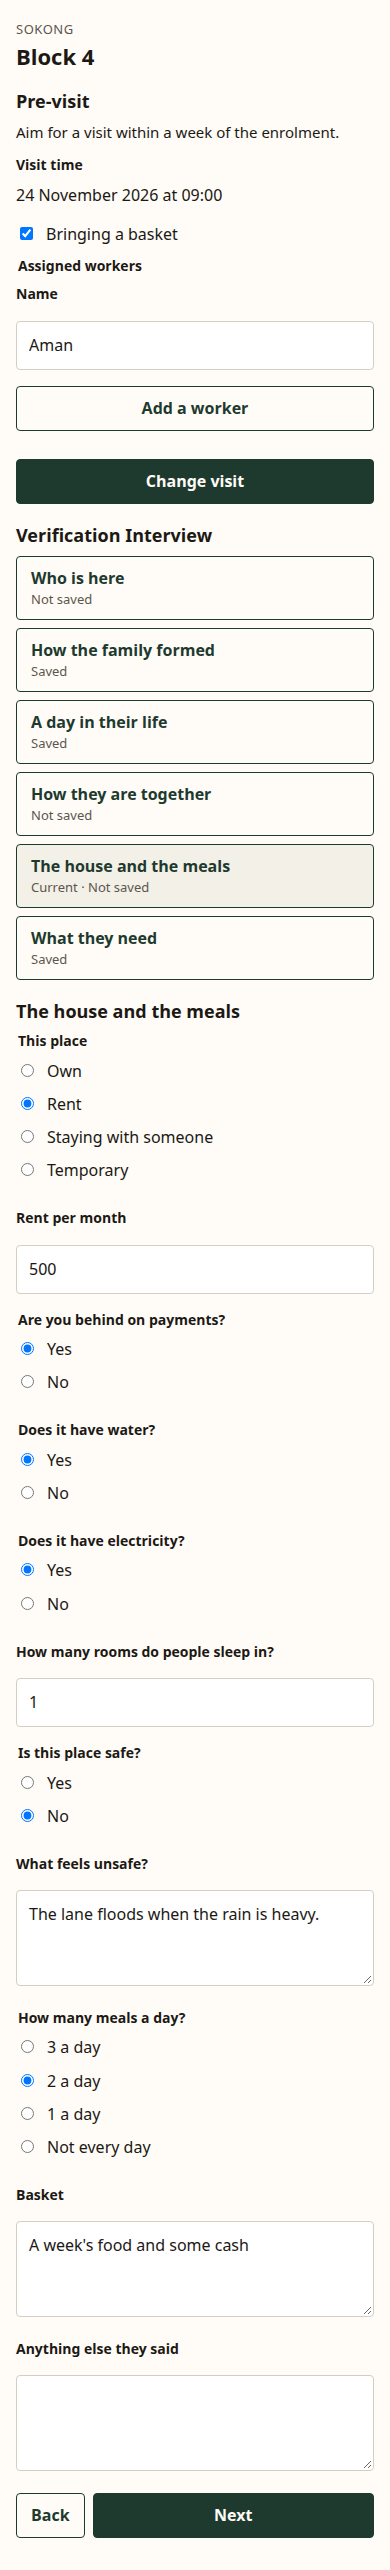 SOKONG
Block 4
Pre-visit
Aim for a visit within a week of the enrolment.
Visit time
24 November 2026 at 09:00
Bringing a basket
Assigned workers
Name
Aman
Add a worker
Change visit
Verification Interview
Who is here
Not saved
How the family formed
Saved
A day in their life
Saved
How they are together
Not saved
The house and the meals
Current · Not saved
What they need
Saved
The house and the meals
This place
Own
Rent
Staying with someone
Temporary
Rent per month
500
Are you behind on payments?
Yes
No
Does it have water?
Yes
No
Does it have electricity?
Yes
No
How many rooms do people sleep in?
1
Is this place safe?
Yes
No
What feels unsafe?
The lane floods when the rain is heavy.
How many meals a day?
3 a day
2 a day
1 a day
Not every day
Basket
A week's food and some cash
Anything else they said
Back
Next